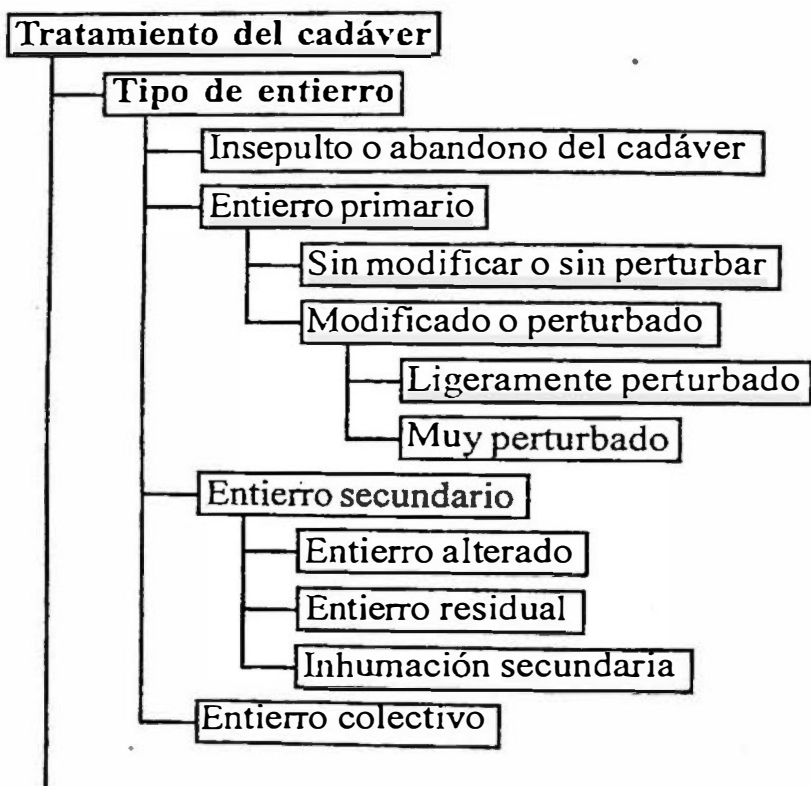 Tratamiento del cadáver
Tipo de entierro
Insepulto o abandono del cadáver
Entierro primario
Sin modificar o sin perturbar
Modificado o perturbado
Ligeramente perturbado
Muy perturbado
Entierro secundario
Entierro alterado
Entierro residual
Inhumación secundaria
Entierro colectivo